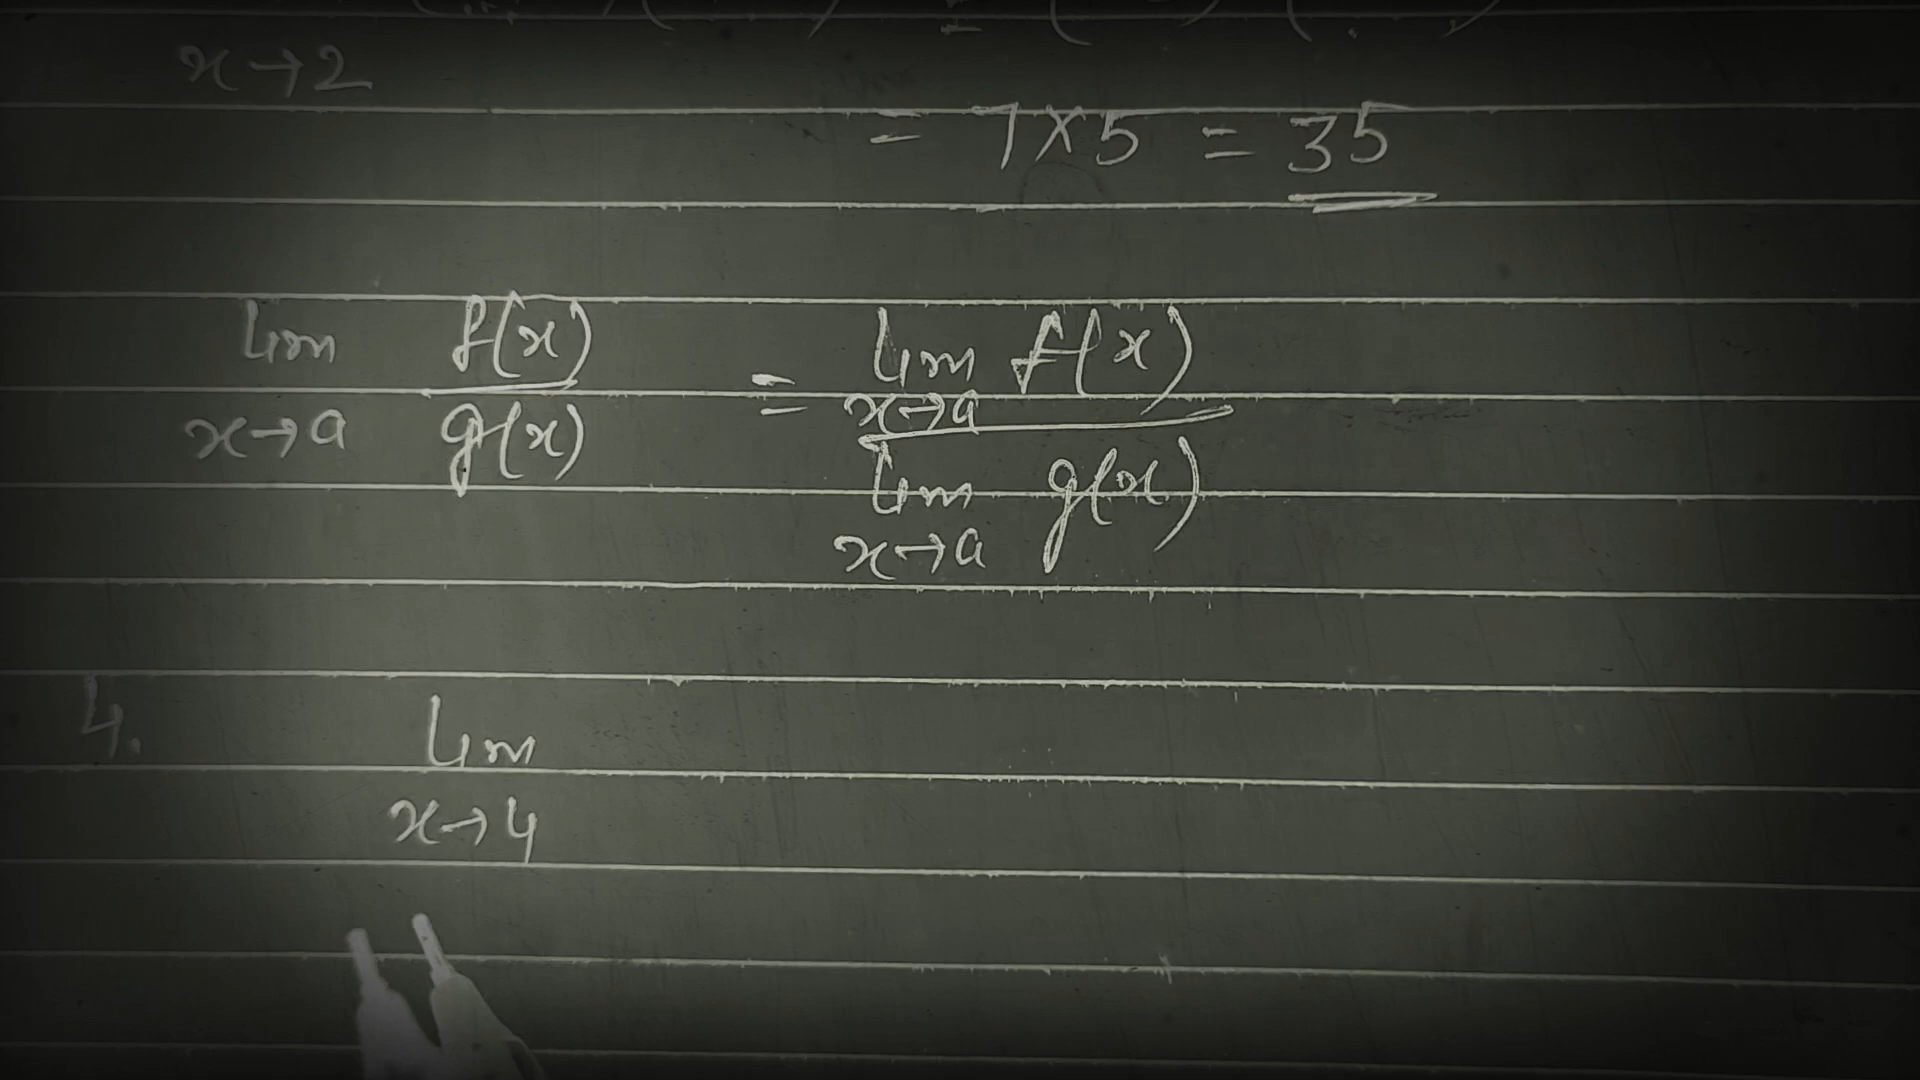 x→2
= 7×5 = 35
lim f(x) = lim f(x)
x→a g(x) x→a
lim g(x)
x→a
4. lim
x→4